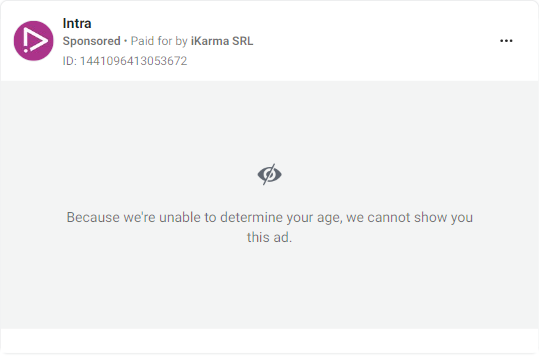 Intra
Sponsored • Paid for by iKarma SRL
ID: 1441096413053672
Because we're unable to determine your age, we cannot show you
this ad.